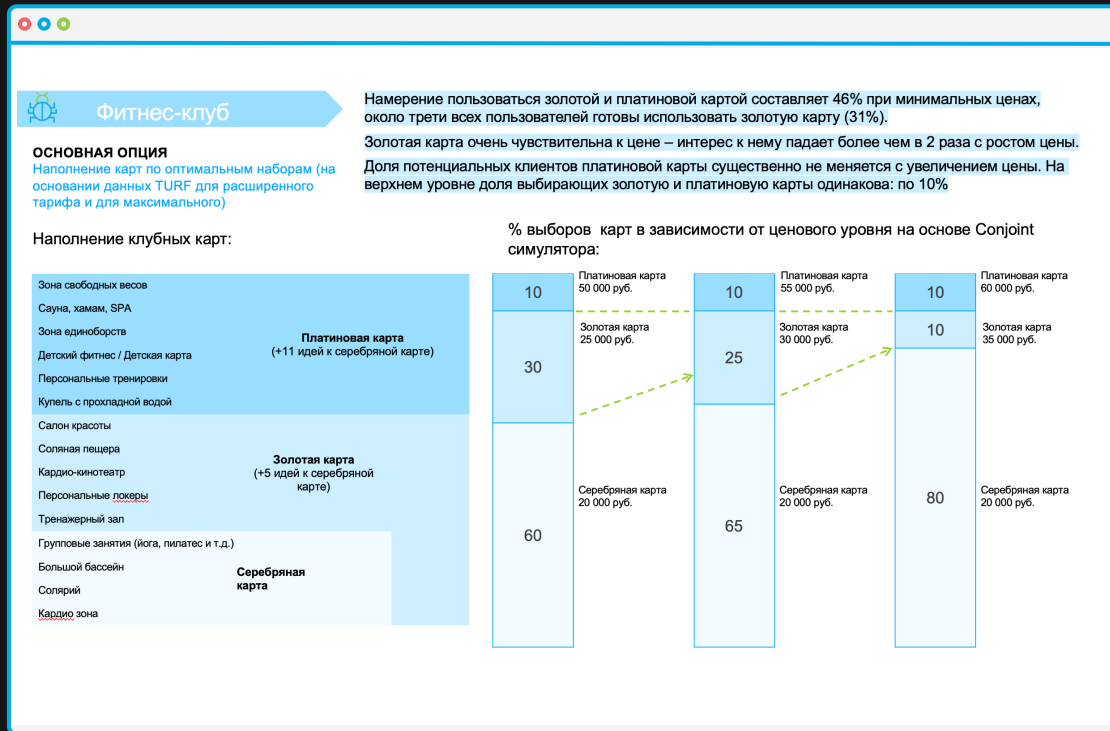 Фитнес-клуб
Намерение пользоваться золотой и платиновой картой составляет 46% при минимальных ценах,
около трети всех пользователей готовы использовать золотую карту (31%).
Золотая карта очень чувствительна к цене – интерес к нему падает более чем в 2 раза с ростом цены.
Доля потенциальных клиентов платиновой карты существенно не меняется с увеличением цены. На
верхнем уровне доля выбирающих золотую и платиновую карты одинакова: по 10%
ОСНОВНАЯ ОПЦИЯ
Наполнение карт по оптимальным наборам (на
основании данных TURF для расширенного
тарифа и для максимального)
Наполнение клубных карт:
Зона свободных весов
Сауна, хамам, SPA
Зона единоборств
Детский фитнес / Детская карта
Персональные тренировки
Купель с прохладной водой
Платиновая карта
(+11 идей к серебряной карте)
Салон красоты
Соляная пещера
Кардио-кинотеатр
Персональные локеры
Тренажерный зал
Золотая карта
(+5 идей к серебряной
карте)
Групповые занятия (йога, пилатес и т.д.)
Большой бассейн
Солярий
Кардио зона
Серебряная
карта
% выборов карт в зависимости от ценового уровня на основе Conjoint
симулятора:
10
30
60
Платиновая карта
50 000 руб.
Золотая карта
25 000 руб.
Серебряная карта
20 000 руб.
10
25
65
Платиновая карта
55 000 руб.
Золотая карта
30 000 руб.
Серебряная карта
20 000 руб.
10
10
80
Платиновая карта
60 000 руб.
Золотая карта
35 000 руб.
Серебряная карта
20 000 руб.